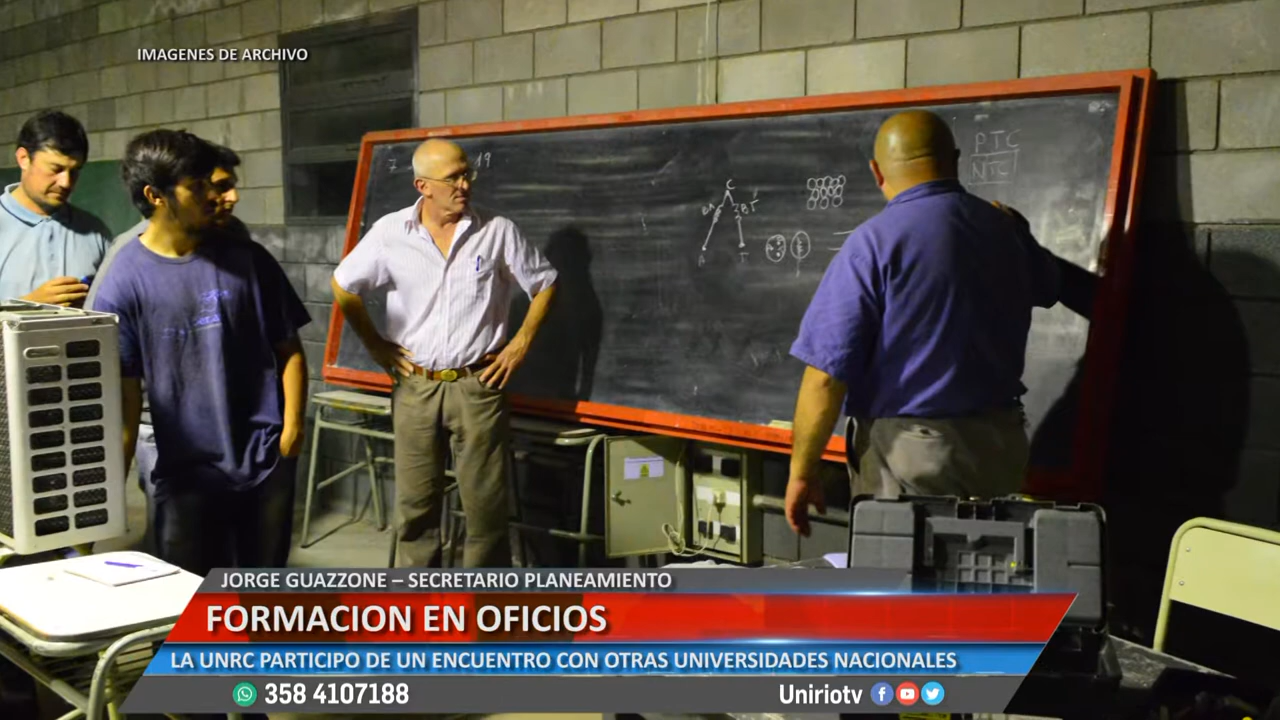 IMAGENES DE ARCHIVO
19
PTC
NTC
JORGE GUAZZONE – SECRETARIO PLANEAMIENTO
FORMACION EN OFICIOS
LA UNRC PARTICIPO DE UN ENCUENTRO CON OTRAS UNIVERSIDADES NACIONALES
358 4107188
Uniriotv